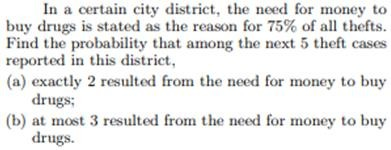 In a certain city district, the need for money to
buy drugs is stated as the reason for 75% of all thefts.
Find the probability that among the next 5 theft cases
reported in this district,
(a) exactly 2 resulted from the need for money to buy
drugs;
(b) at most 3 resulted from the need for money to buy
drugs.